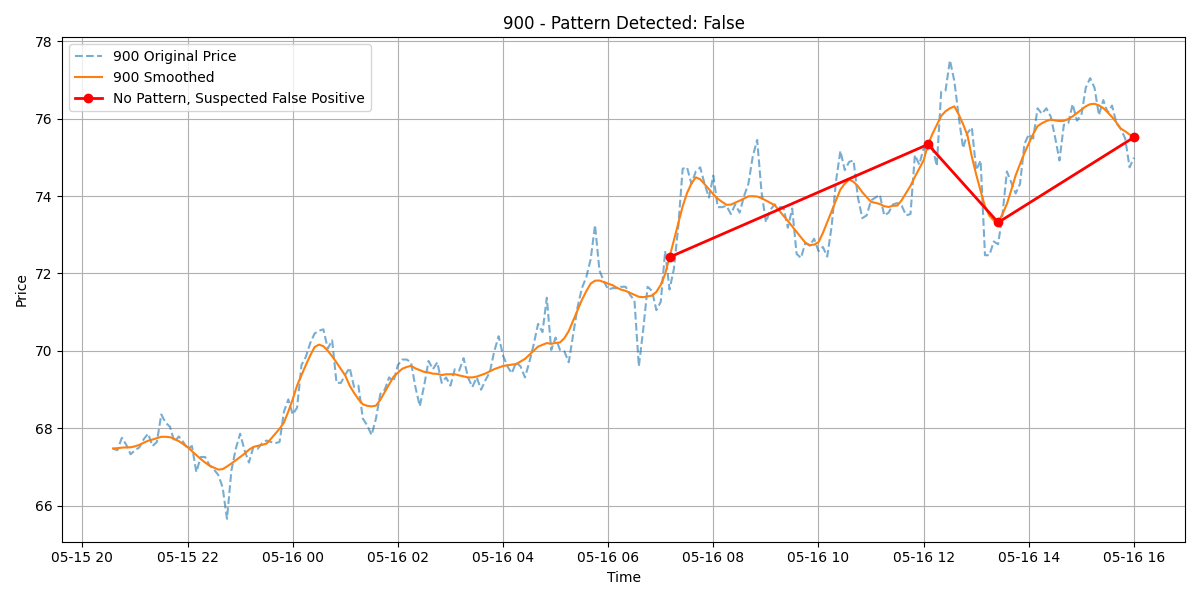 900 - Pattern Detected: False
900 Original Price
900 Smoothed
No Pattern, Suspected False Positive
Price
78
76
74
72
70
68
66
05-15 20 05-15 22 05-16 00 05-16 02 05-16 04 05-16 06 05-16 08 05-16 10 05-16 12 05-16 14 05-16 16
Time